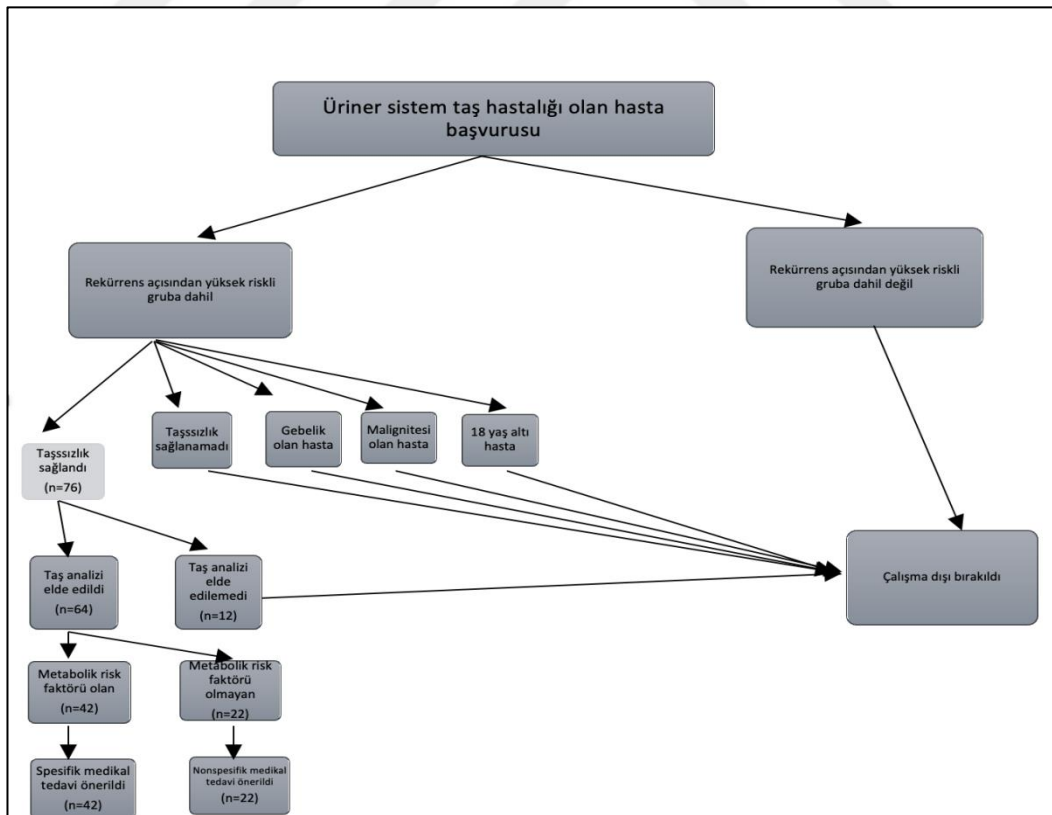 Üriner sistem taş hastalığı olan hasta
başvurusu
Rekürrens açısından yüksek riskli
gruba dahil
Rekürrens açısından yüksek riskli
gruba dahil değil
Taşssızlık
sağlandı
(n=76)
Taşssızlık
sağlanamadı
Gebelik
olan hasta
Malignitesi
olan hasta
18 yaş altı
hasta
Taş analizi
elde edildi
(n=64)
Taş analizi
elde
edilemedi
(n=12)
Çalışma dışı bırakıldı
Metabolik risk
faktörü olan
(n=42)
Metabolik risk
faktörü
olmayan
(n=22)
Spesifik medikal
tedavi önerildi
(n=42)
Nonspesifik medikal
tedavi önerildi
(n=22)